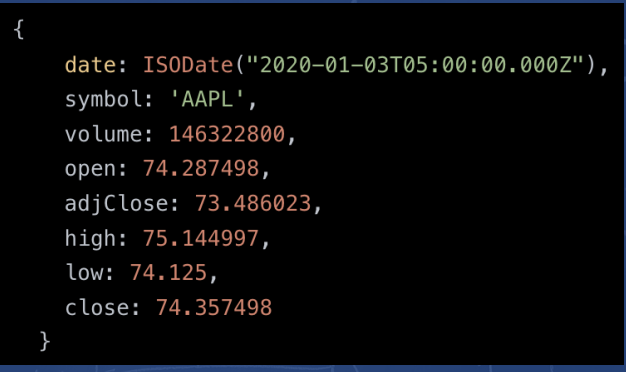 {
date: ISODate("2020-01-03T05:00:00.000Z"),
symbol: 'AAPL',
volume: 146322800,
open: 74.287498,
adjClose: 73.486023,
high: 75.144997,
low: 74.125,
close: 74.357498
}